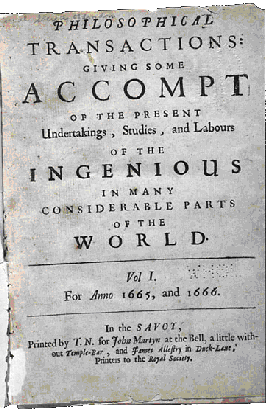 PHILOSOPHICAL
TRANSACTIONS:
GIVING SOME
ACCOMPT
OF THE PRESENT
Undertakings, Studies, and Labours
OF THE
INGENIOUS
IN MANY
CONSIDERABLE PARTS
OF THE
WORLD.
Vol I.
For Anno 1665, and 1666.
In the SAVOY,
Printed by T. N. for John Martyn at the Bell, a little with-
out Temple-Bar, and James Allestry in Duck-Lane,
Printers to the Royal Society.